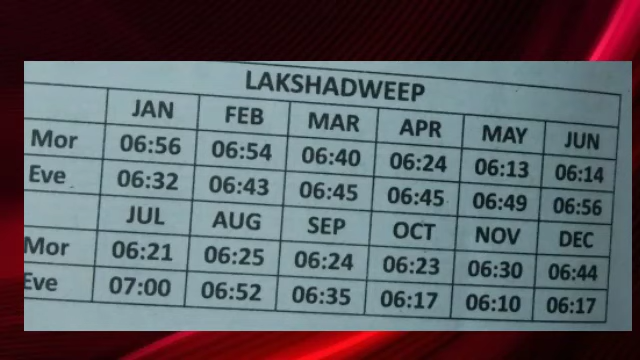 LAKSHADWEEP
JAN FEB MAR APR MAY JUN
Mor 06:56 06:54 06:40 06:24 06:13 06:14
Eve 06:32 06:43 06:45 06:45 06:49 06:56
JUL AUG SEP OCT NOV DEC
Mor 06:21 06:25 06:24 06:23 06:30 06:44
Eve 07:00 06:52 06:35 06:17 06:10 06:17